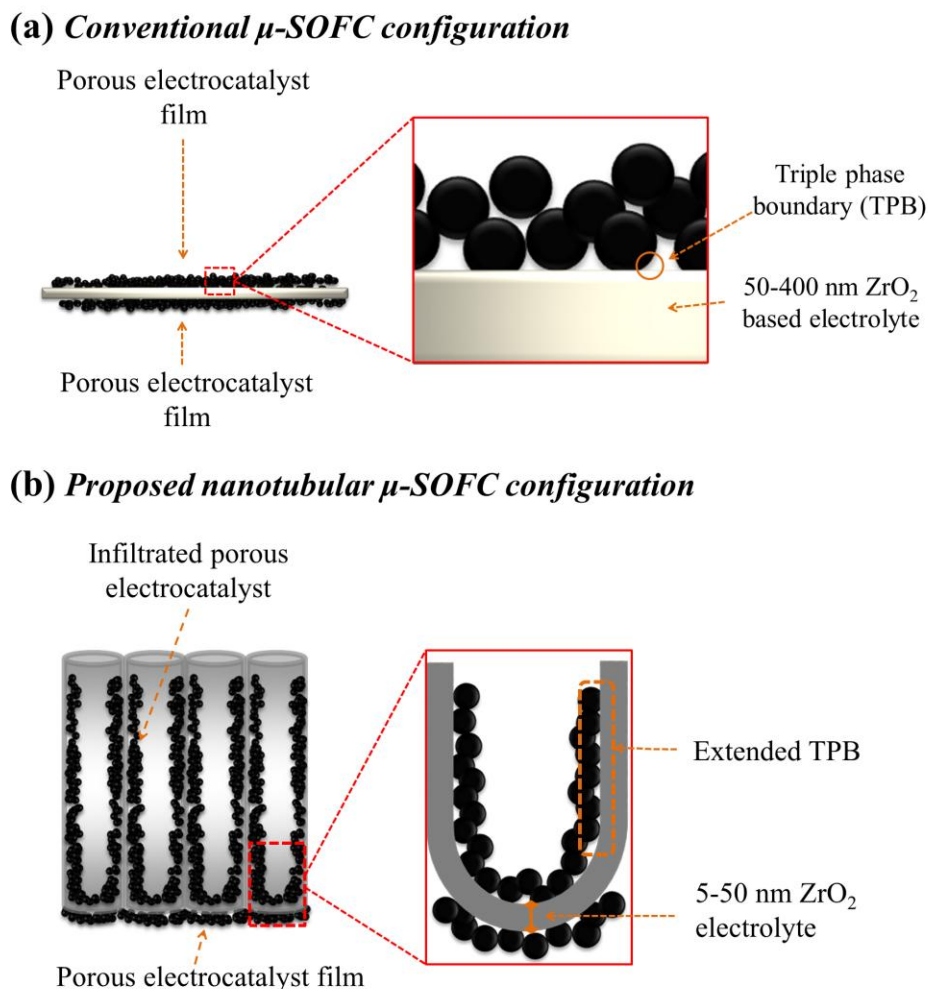 (a) Conventional μ-SOFC configuration
Porous electrocatalyst
film
Triple phase
boundary (TPB)
50-400 nm ZrO₂
based electrolyte
Porous electrocatalyst
film
(b) Proposed nanotubular μ-SOFC configuration
Infiltrated porous
electrocatalyst
Extended TPB
5-50 nm ZrO₂
electrolyte
Porous electrocatalyst film